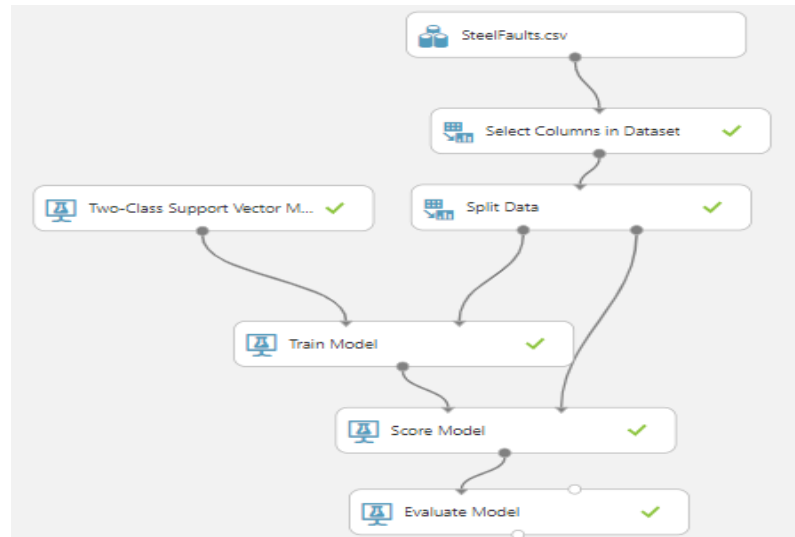 SteelFaults.csv
Select Columns in Dataset
Two-Class Support Vector M...
Split Data
Train Model
Score Model
Evaluate Model